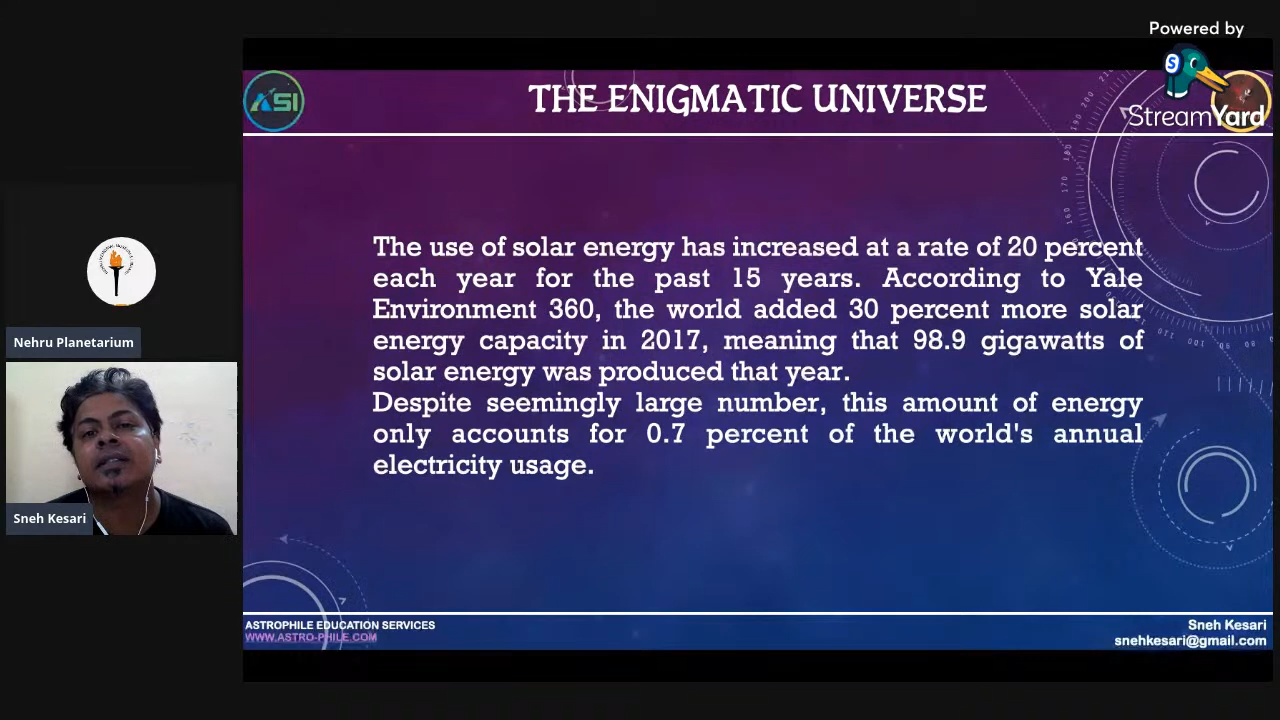 Powered by
StreamYard
ASI
THE ENIGMATIC UNIVERSE
The use of solar energy has increased at a rate of 20 percent
each year for the past 15 years. According to Yale
Environment 360, the world added 30 percent more solar
energy capacity in 2017, meaning that 98.9 gigawatts of
solar energy was produced that year.
Despite seemingly large number, this amount of energy
only accounts for 0.7 percent of the world's annual
electricity usage.
Nehru Planetarium
Sneh Kesari
ASTROPHILE EDUCATION SERVICES
WWW.ASTRO-PHILE.COM
Sneh Kesari
snehkesari@gmail.com